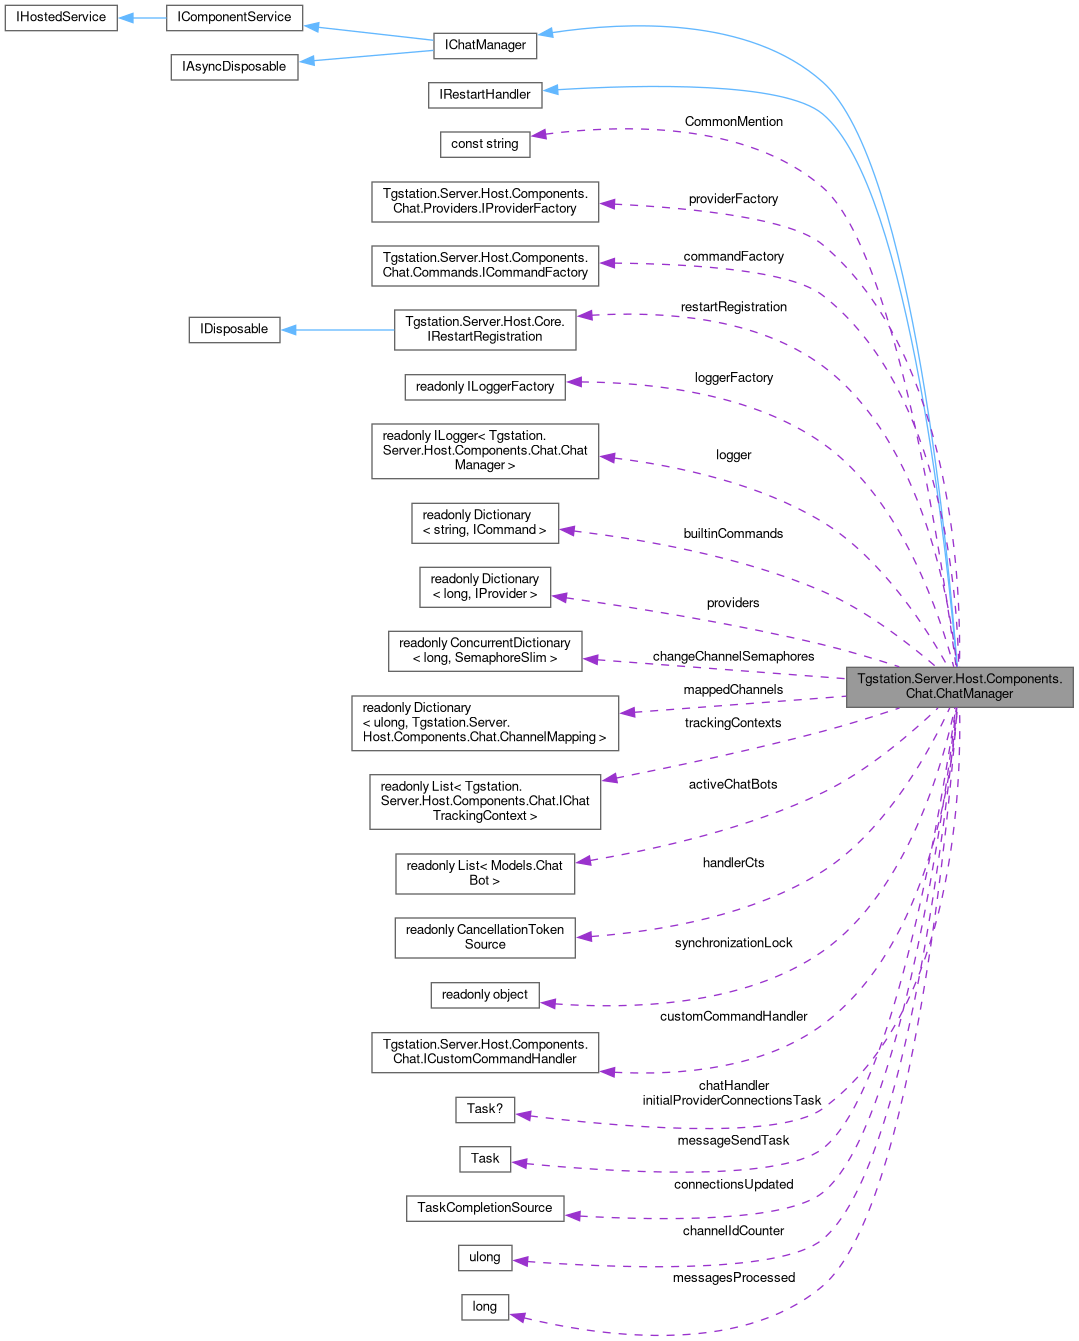 IHostedService
IComponentService
IAsyncDisposable
IChatManager
IRestartHandler
CommonMention
const string
Tgstation.Server.Host.Components.
Chat.Providers.IProviderFactory
providerFactory
Tgstation.Server.Host.Components.
Chat.Commands.ICommandFactory
commandFactory
IDisposable
Tgstation.Server.Host.Core.
IRestartRegistration
restartRegistration
readonly ILoggerFactory
loggerFactory
readonly ILogger< Tgstation.
Server.Host.Components.Chat.Chat
Manager >
logger
readonly Dictionary
< string, ICommand >
builtinCommands
readonly Dictionary
< long, IProvider >
providers
readonly ConcurrentDictionary
< long, SemaphoreSlim >
changeChannelSemaphores
Tgstation.Server.Host.Components.
Chat.ChatManager
readonly Dictionary
< ulong, Tgstation.Server.
Host.Components.Chat.ChannelMapping >
mappedChannels
trackingContexts
readonly List< Tgstation.
Server.Host.Components.Chat.IChat
TrackingContext >
activeChatBots
readonly List< Models.Chat
Bot >
handlerCts
readonly CancellationToken
Source
synchronizationLock
readonly object
customCommandHandler
Tgstation.Server.Host.Components.
Chat.ICustomCommandHandler
chatHandler
initialProviderConnectionsTask
Task?
messageSendTask
Task
connectionsUpdated
TaskCompletionSource
channelIdCounter
ulong
messagesProcessed
long